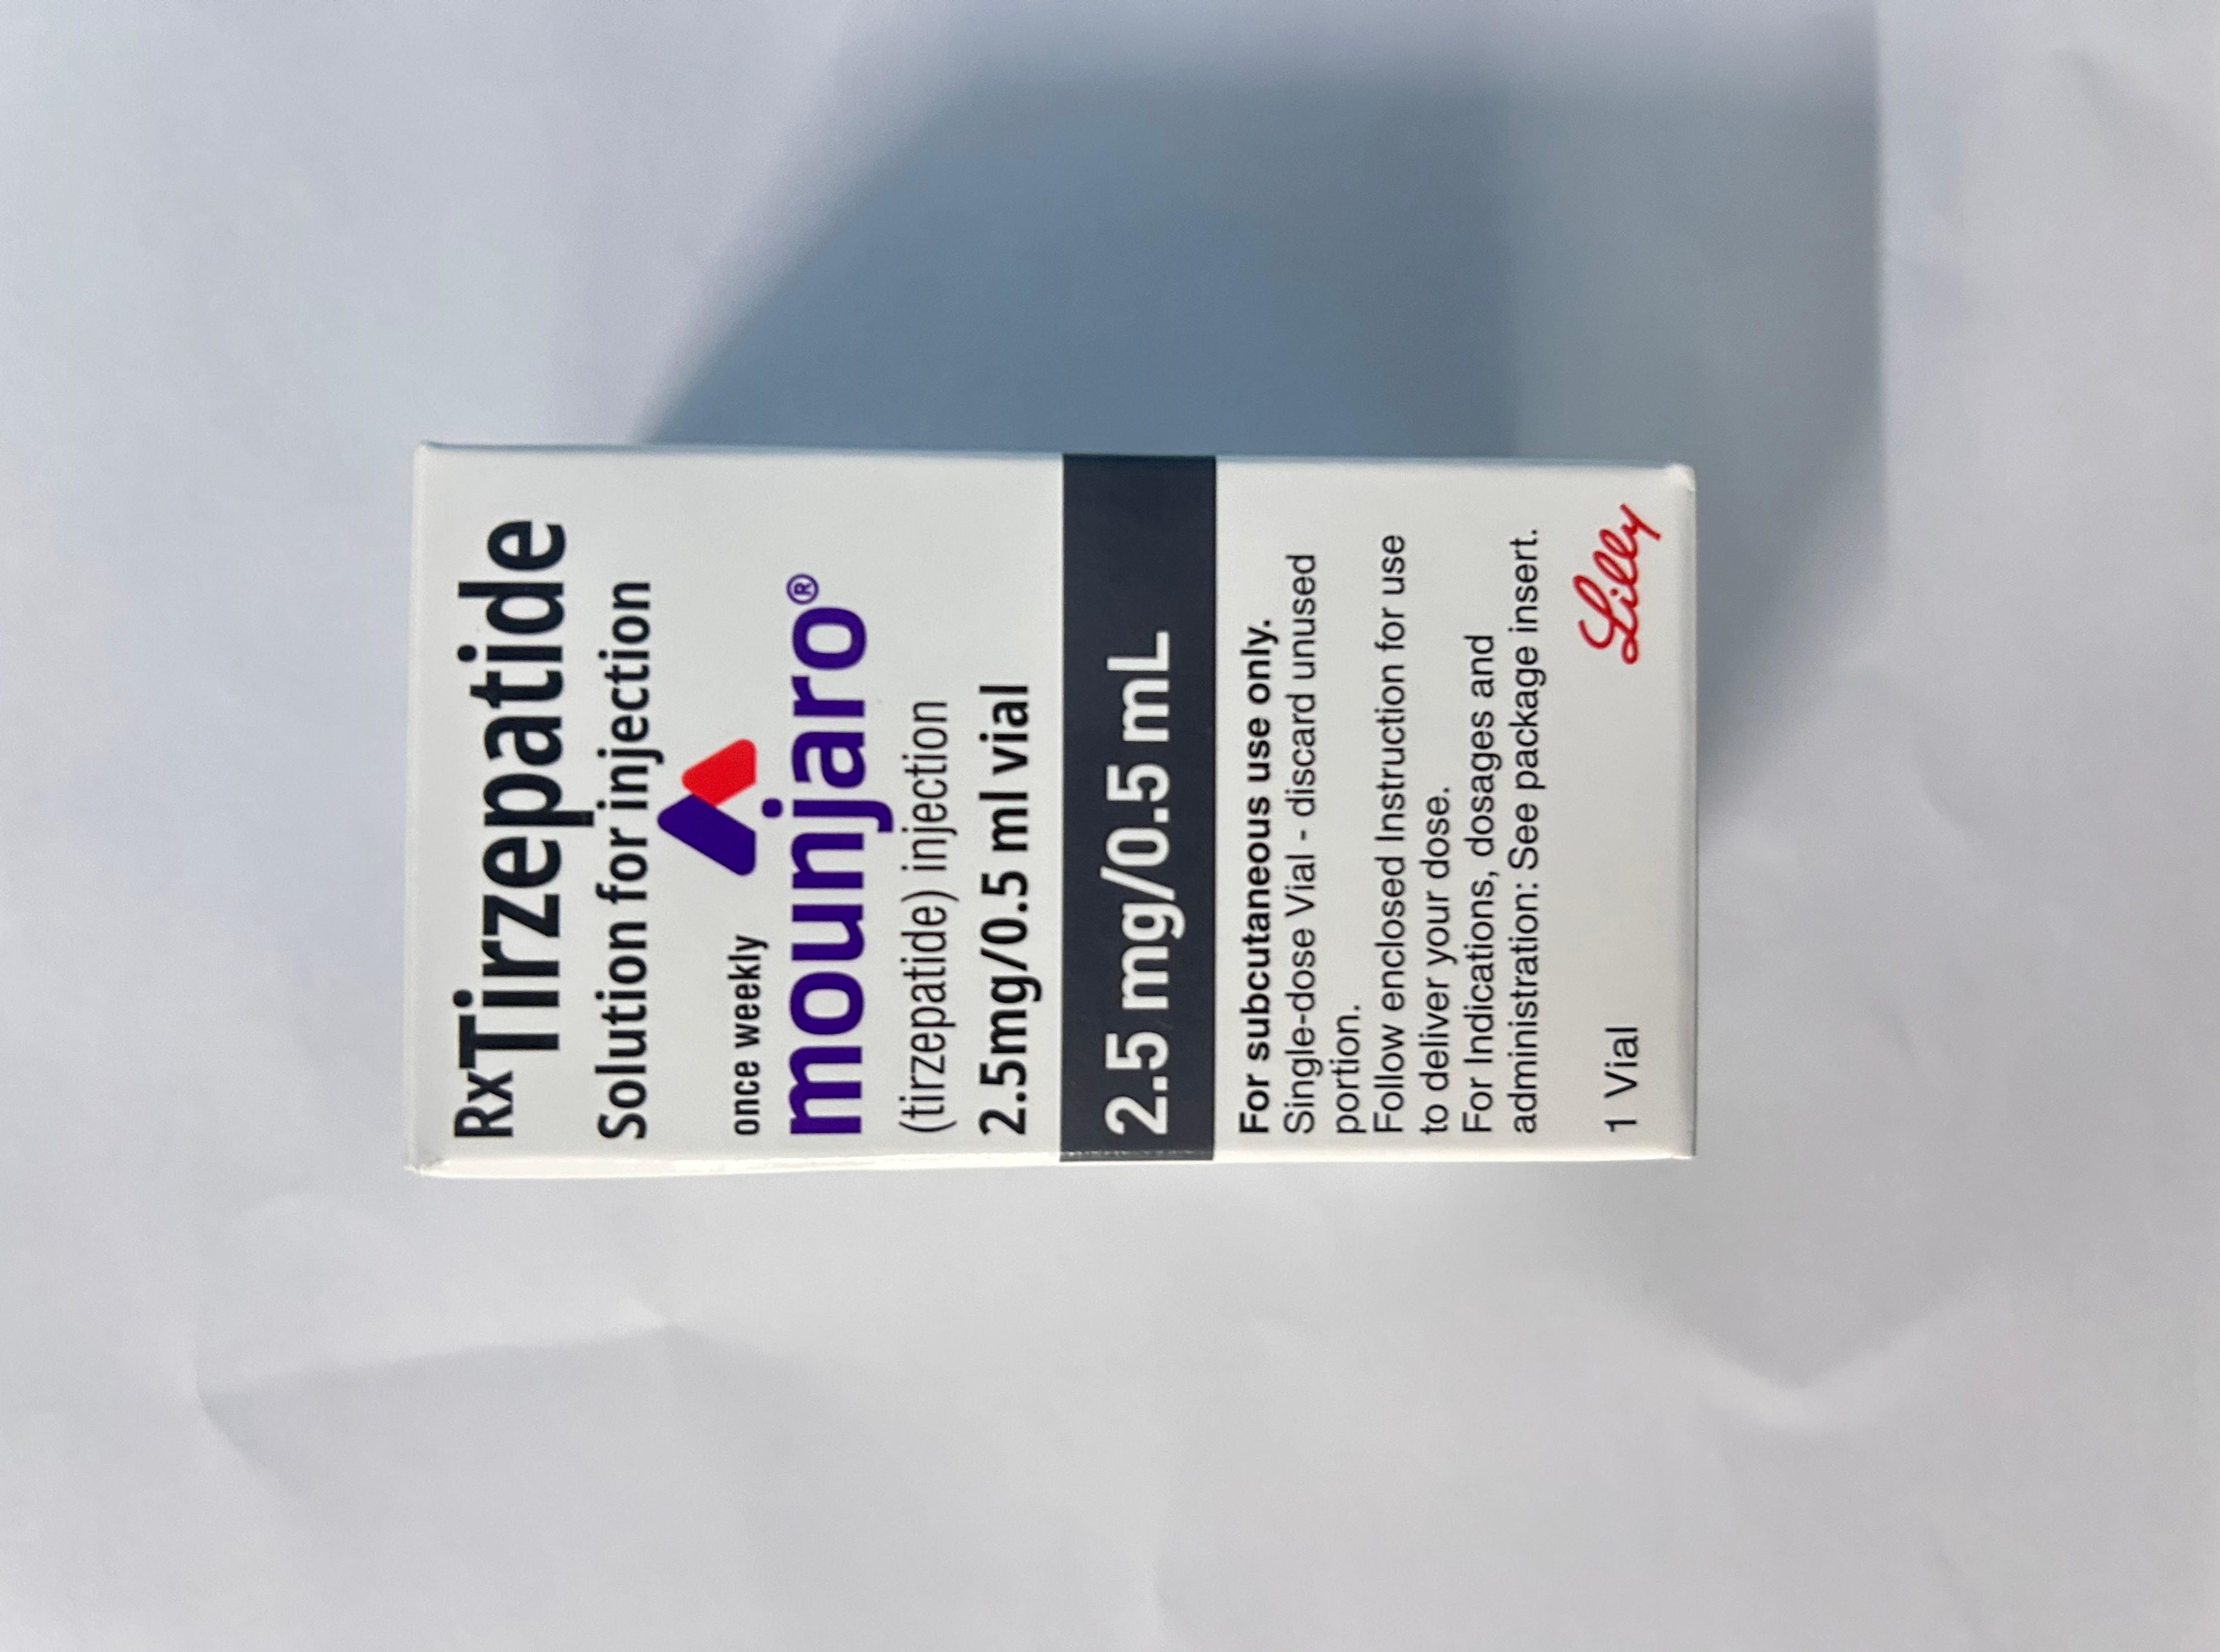 RxTirzepatide
Solution for injection
once weekly
mounjaro®
(tirzepatide) injection
2.5mg/0.5 ml vial
2.5 mg/0.5 mL
For subcutaneous use only.
Single-dose Vial - discard unused
portion.
Follow enclosed Instruction for use
to deliver your dose.
For Indications, dosages and
administration: See package insert.
1 Vial
Lilly